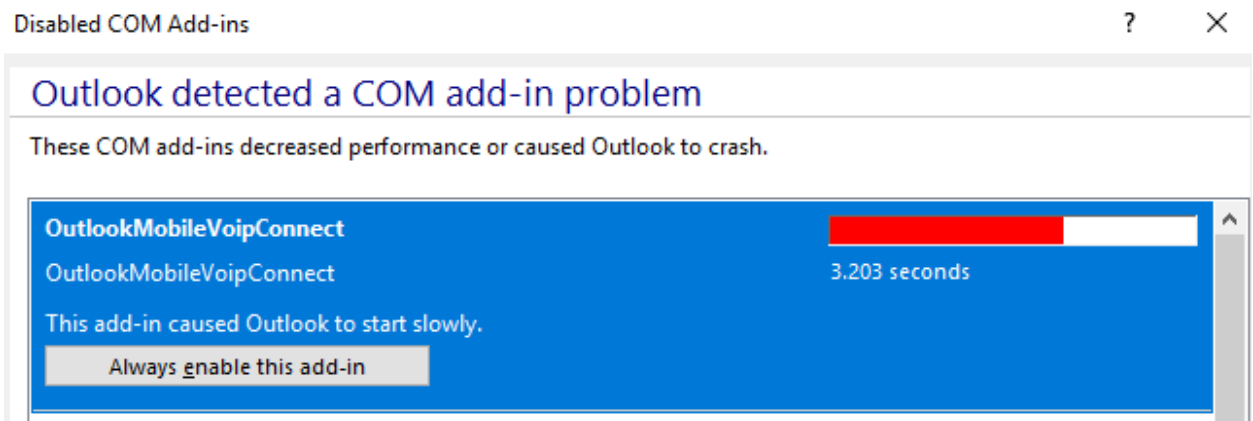 Disabled COM Add-ins ? ✕
Outlook detected a COM add-in problem
These COM add-ins decreased performance or caused Outlook to crash.
OutlookMobileVoipConnect
OutlookMobileVoipConnect 3.203 seconds
This add-in caused Outlook to start slowly.
Always enable this add-in